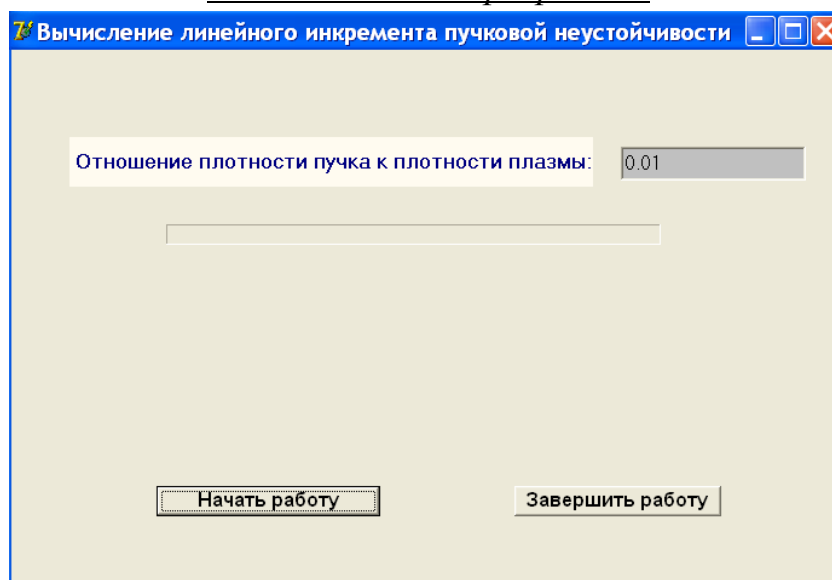 Вычисление линейного инкремента пучковой неустойчивости
Отношение плотности пучка к плотности плазмы:
0.01
Начать работу
Завершить работу